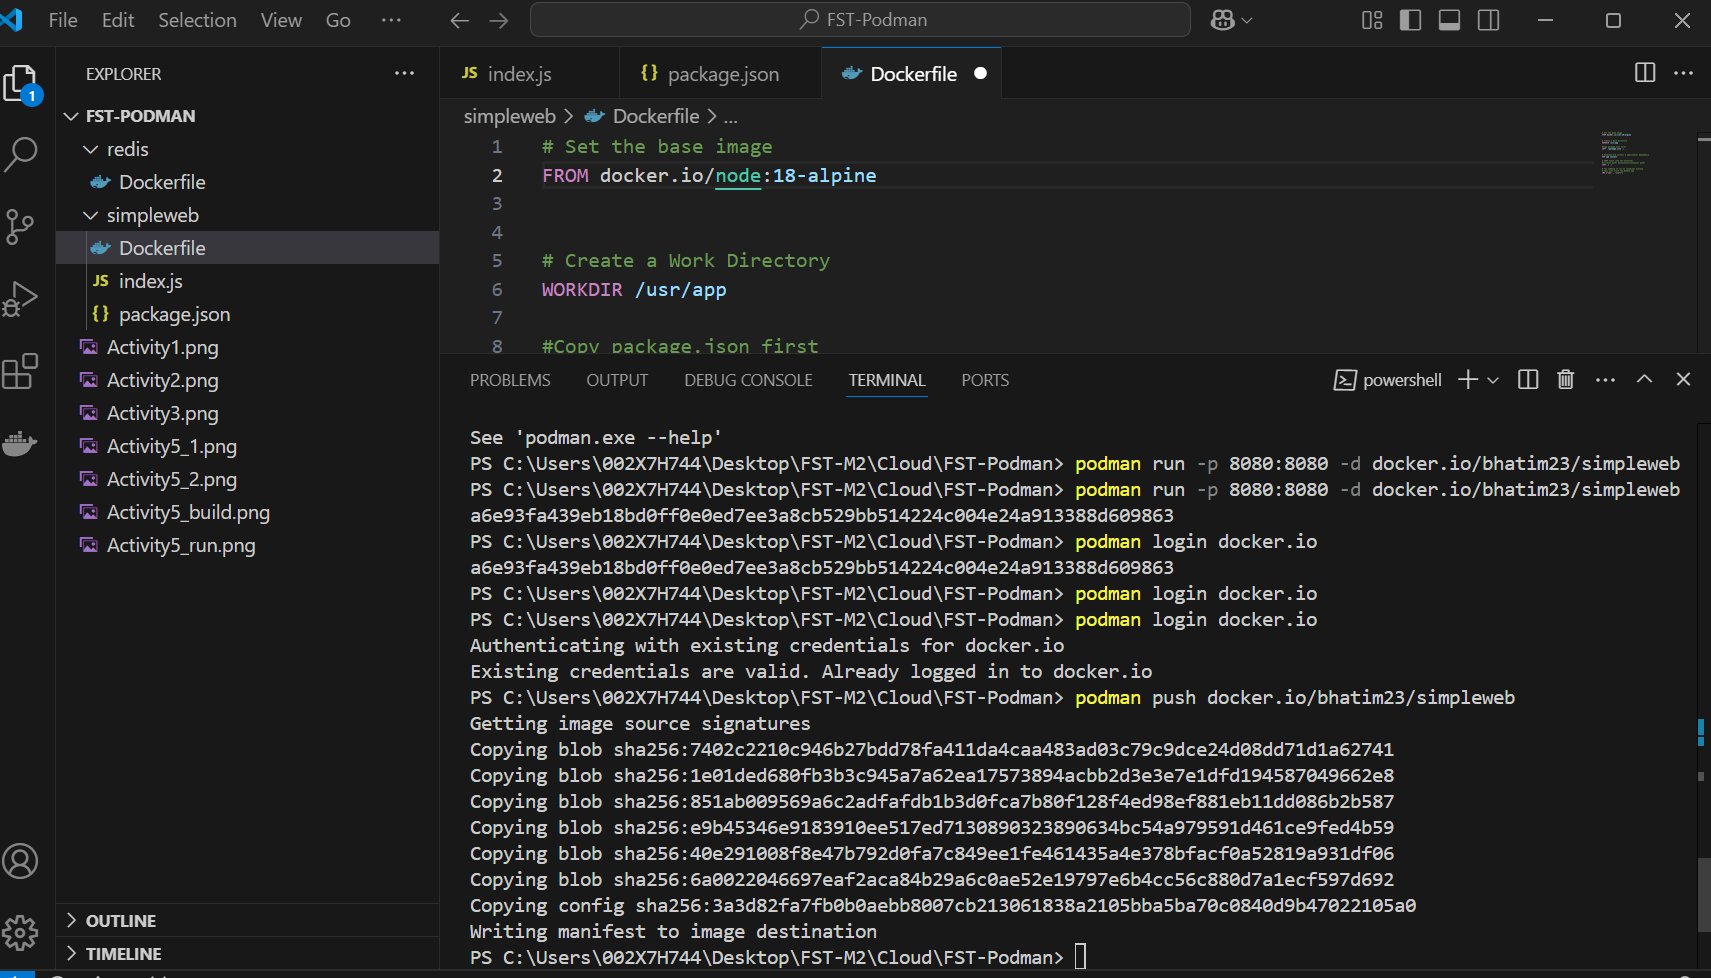 File Edit Selection View Go ··· FST-Podman
EXPLORER ···
1
FST-PODMAN
redis
Dockerfile
simpleweb
Dockerfile
JS index.js
{} package.json
Activity1.png
Activity2.png
Activity3.png
Activity5_1.png
Activity5_2.png
Activity5_build.png
Activity5_run.png
OUTLINE
TIMELINE
JS index.js {} package.json Dockerfile
simpleweb > Dockerfile > ...
1 # Set the base image
2 FROM docker.io/node:18-alpine
3
4
5 # Create a Work Directory
6 WORKDIR /usr/app
7
8 #Copy package.json first
PROBLEMS OUTPUT DEBUG CONSOLE TERMINAL PORTS powershell
See 'podman.exe --help'
PS C:\Users\002X7H744\Desktop\FST-M2\Cloud\FST-Podman> podman run -p 8080:8080 -d docker.io/bhatim23/simpleweb
PS C:\Users\002X7H744\Desktop\FST-M2\Cloud\FST-Podman> podman run -p 8080:8080 -d docker.io/bhatim23/simpleweb
a6e93fa439eb18bd0ff0e0ed7ee3a8cb529bb514224c004e24a913388d609863
PS C:\Users\002X7H744\Desktop\FST-M2\Cloud\FST-Podman> podman login docker.io
a6e93fa439eb18bd0ff0e0ed7ee3a8cb529bb514224c004e24a913388d609863
PS C:\Users\002X7H744\Desktop\FST-M2\Cloud\FST-Podman> podman login docker.io
PS C:\Users\002X7H744\Desktop\FST-M2\Cloud\FST-Podman> podman login docker.io
Authenticating with existing credentials for docker.io
Existing credentials are valid. Already logged in to docker.io
PS C:\Users\002X7H744\Desktop\FST-M2\Cloud\FST-Podman> podman push docker.io/bhatim23/simpleweb
Getting image source signatures
Copying blob sha256:7402c2210c946b27bdd78fa411da4caa483ad03c79c9dce24d08dd71d1a62741
Copying blob sha256:1e01ded680fb3b3c945a7a62ea17573894acbb2d3e3e7e1dfd194587049662e8
Copying blob sha256:851ab009569a6c2adfafdb1b3d0fca7b80f128f4ed98ef881eb11dd086b2b587
Copying blob sha256:e9b45346e9183910ee517ed7130890323890634bc54a979591d461ce9fed4b59
Copying blob sha256:40e291008f8e47b792d0fa7c849ee1fe461435a4e378bfacf0a52819a931df06
Copying blob sha256:6a0022046697eaf2aca84b29a6c0ae52e19797e6b4cc56c880d7a1ecf597d692
Copying config sha256:3a3d82fa7fb0b0aebb8007cb213061838a2105bba5ba70c0840d9b47022105a0
Writing manifest to image destination
PS C:\Users\002X7H744\Desktop\FST-M2\Cloud\FST-Podman>